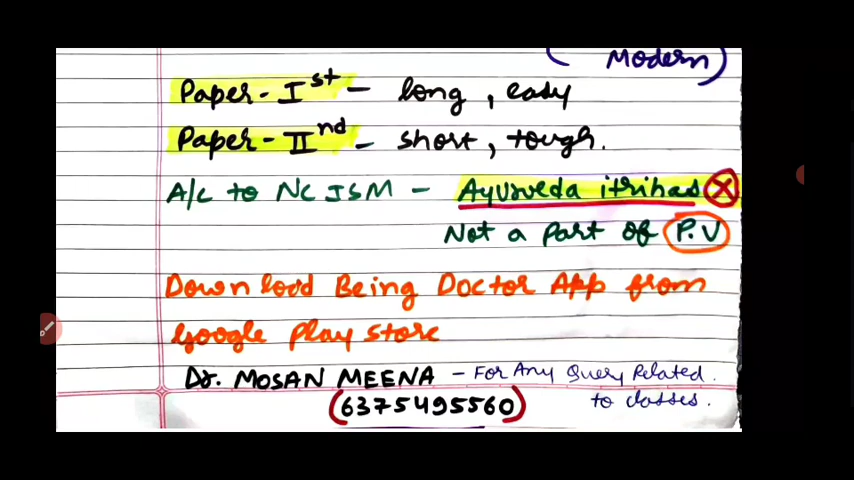 Modern)
Paper-Ist - long, easy
Paper-IInd - short, tough.
A/c to NCISM - Ayurveda itrihas
Not a part of P.V
Download Being Doctor App from
Google play store
Dr. MOSAN MEENA - For Any Query Related
(6375495560) to classes.